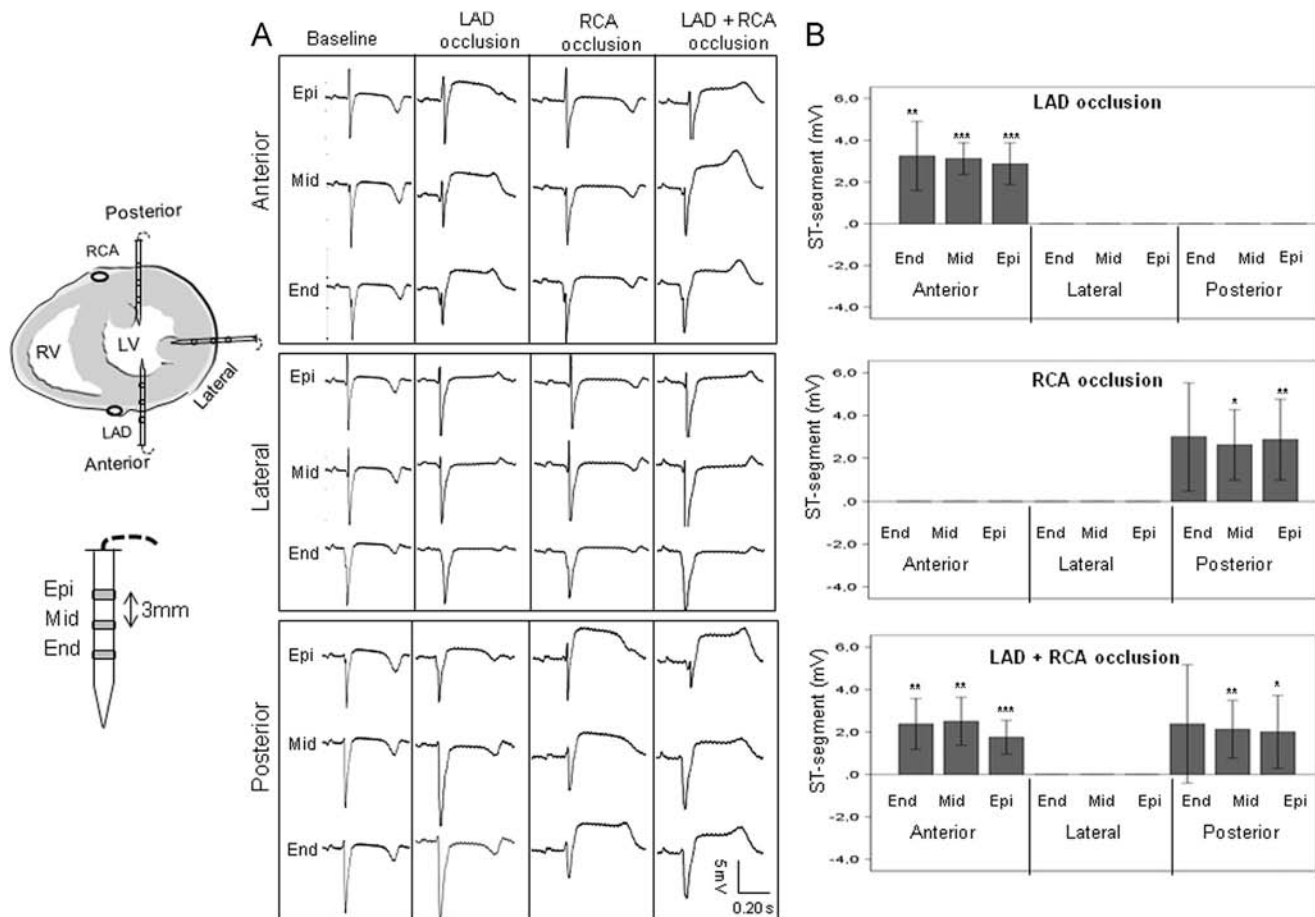 A
B
Baseline
LAD occlusion
RCA occlusion
LAD + RCA occlusion
Posterior
RCA
RV
LV
Lateral
LAD
Anterior
Epi
Mid
End
3mm
Anterior
Epi
Mid
End
Lateral
Epi
Mid
End
Posterior
Epi
Mid
End
5 mV
0.20 s
LAD occlusion
ST-segment (mV)
6.0
4.0
2.0
.0
-2.0
-4.0
** *** ***
End Mid Epi End Mid Epi End Mid Epi
Anterior Lateral Posterior
RCA occlusion
ST-segment (mV)
6.0
4.0
2.0
.0
-2.0
-4.0
* **
End Mid Epi End Mid Epi End Mid Epi
Anterior Lateral Posterior
LAD + RCA occlusion
ST-segment (mV)
6.0
4.0
2.0
.0
-2.0
-4.0
** ** *** ** *
End Mid Epi End Mid Epi End Mid Epi
Anterior Lateral Posterior